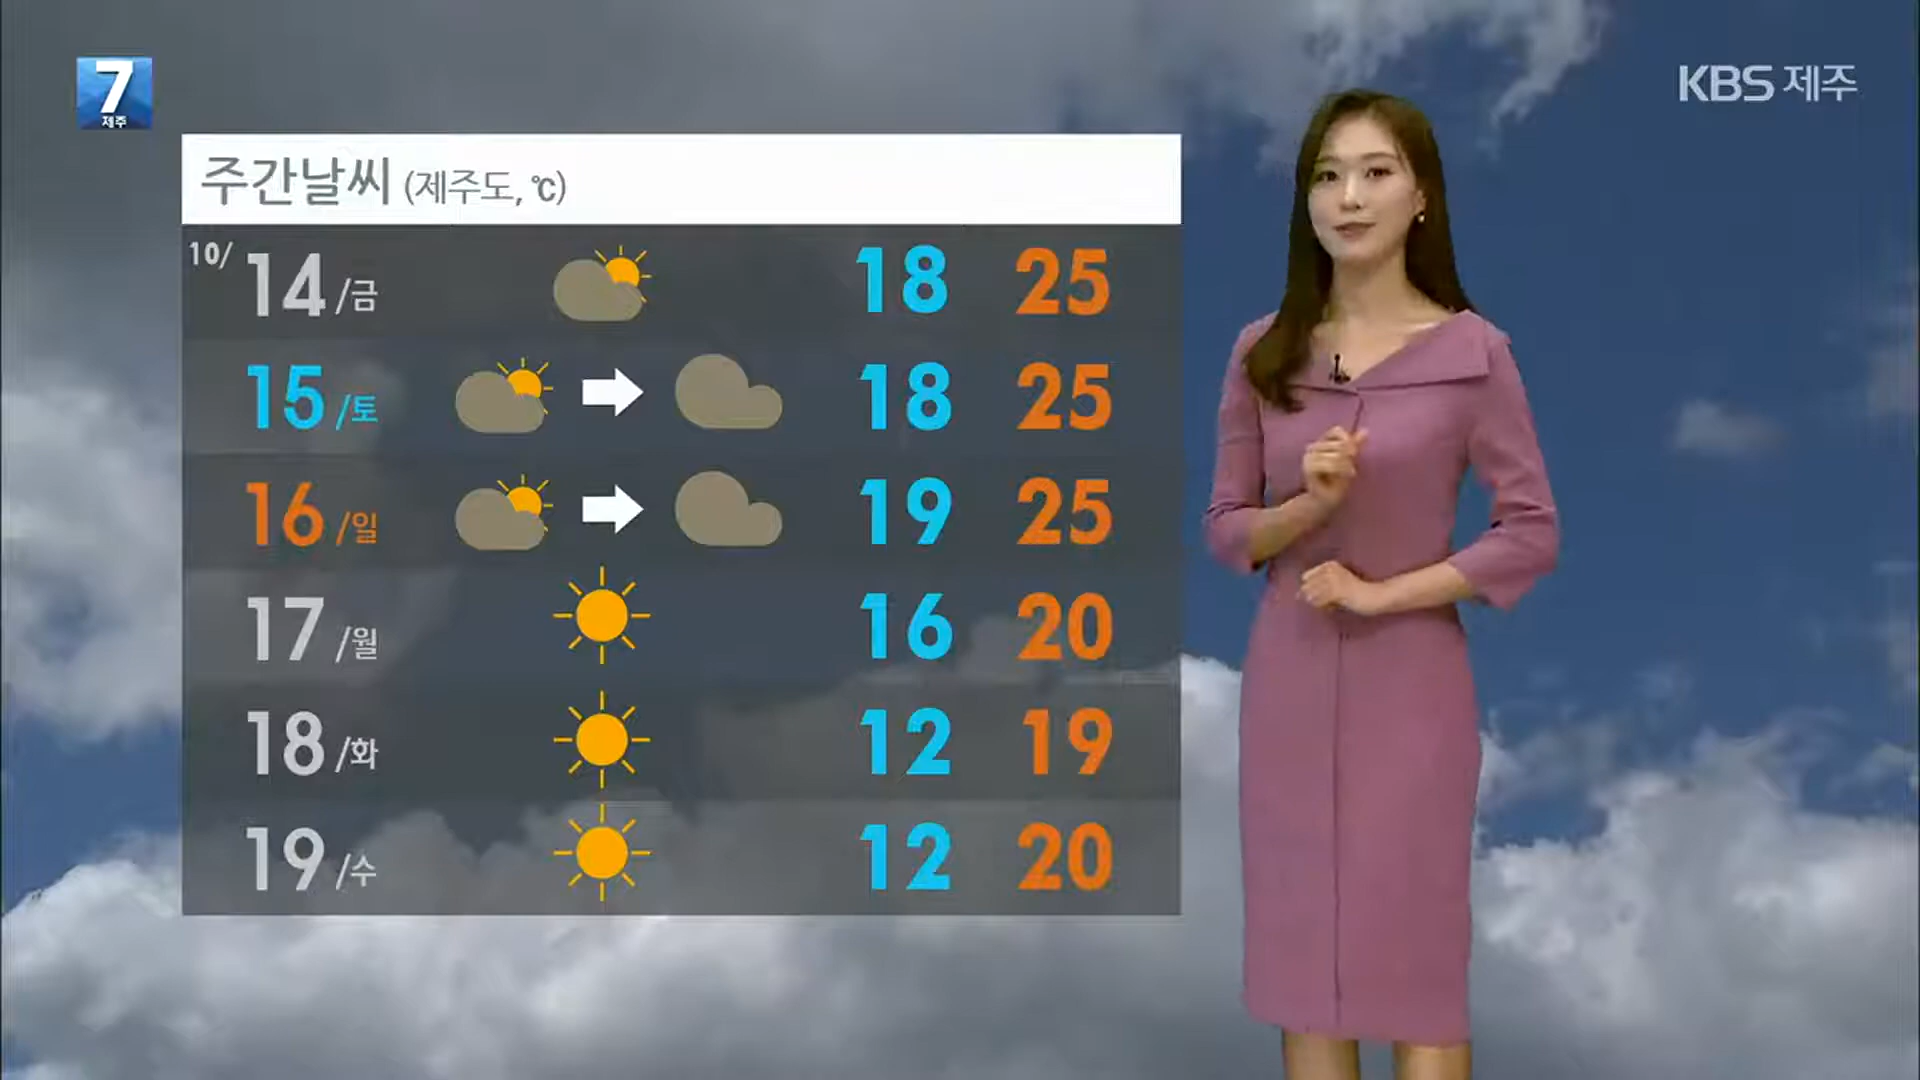 7
제주
KBS 제주
주간날씨 (제주도, ℃)
10/ 14/금 18 25
15/토 18 25
16/일 19 25
17/월 16 20
18/화 12 19
19/수 12 20